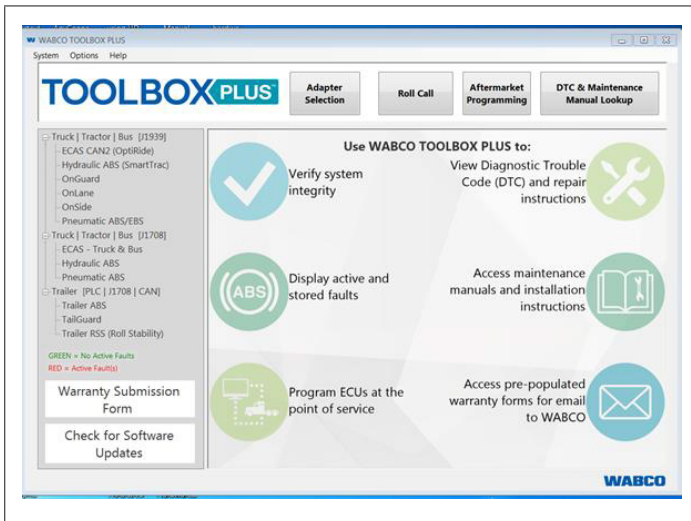 WABCO TOOLBOX PLUS
System Options Help
TOOLBOX PLUS™
Adapter
Selection
Roll Call
Aftermarket
Programming
DTC & Maintenance
Manual Lookup
Truck | Tractor | Bus [J1939]
ECAS CAN2 (OptiRide)
Hydraulic ABS (SmartTrac)
OnGuard
OnLane
OnSide
Pneumatic ABS/EBS
Truck | Tractor | Bus [J1708]
ECAS - Truck & Bus
Hydraulic ABS
Pneumatic ABS
Trailer [PLC | J1708 | CAN]
Trailer ABS
TailGuard
Trailer RSS (Roll Stability)
GREEN = No Active Faults
RED = Active Fault(s)
Warranty Submission
Form
Check for Software
Updates
Use WABCO TOOLBOX PLUS to:
Verify system
integrity
View Diagnostic Trouble
Code (DTC) and repair
instructions
ABS
Display active and
stored faults
Access maintenance
manuals and installation
instructions
Program ECUs at the
point of service
Access pre-populated
warranty forms for email
to WABCO
WABCO